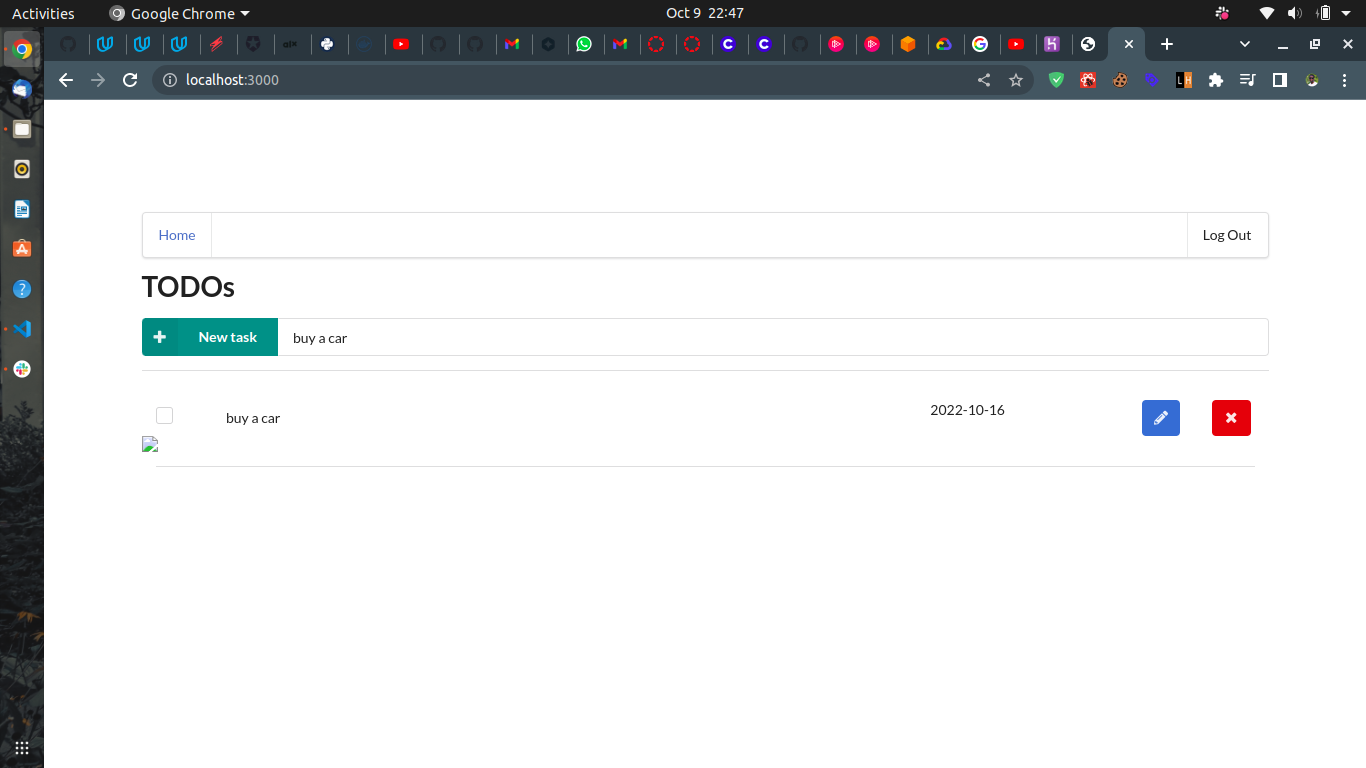 Activities
Google Chrome
Oct 9 22:47
localhost:3000
L H
Home
Log Out
TODOs
New task
buy a car
buy a car
2022-10-16